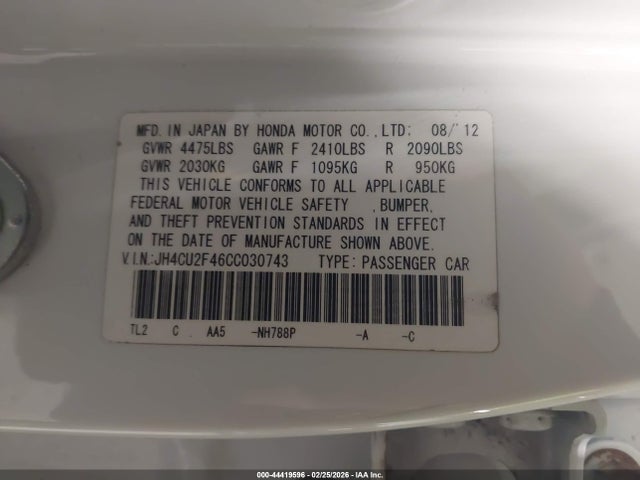 MFD. IN JAPAN BY HONDA MOTOR CO.,LTD: 08/'12
GVWR 4475LBS GAWR F 2410LBS R 2090LBS
GVWR 2030KG GAWR F 1095KG R 950KG
THIS VEHICLE CONFORMS TO ALL APPLICABLE
FEDERAL MOTOR VEHICLE SAFETY ,BUMPER,
AND THEFT PREVENTION STANDARDS IN EFFECT
ON THE DATE OF MANUFACTURE SHOWN ABOVE.
V.I.N.:JH4CU2F46CC030743 TYPE: PASSENGER CAR
TL2 C AA5 -NH788P -A -C
000-44419596 - 02/25/2026 - IAA LLC